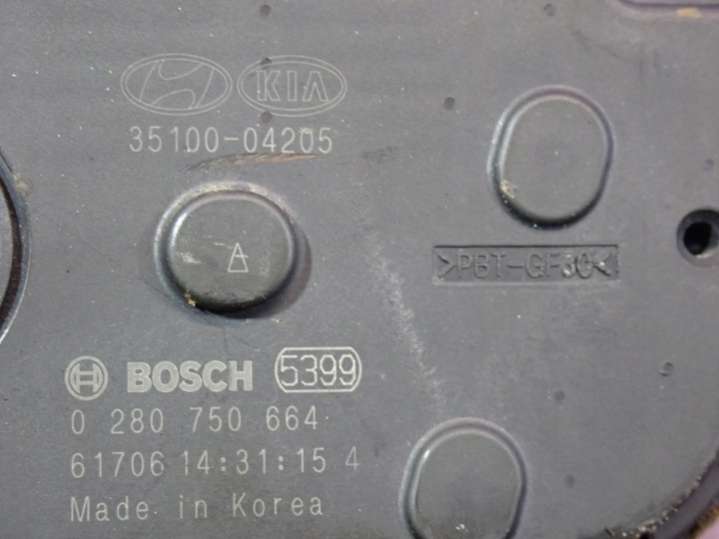 KIA
35100-04205
>PBT-GF30<
BOSCH 5399
0 280 750 664
61706 14:31:15 4
Made in Korea